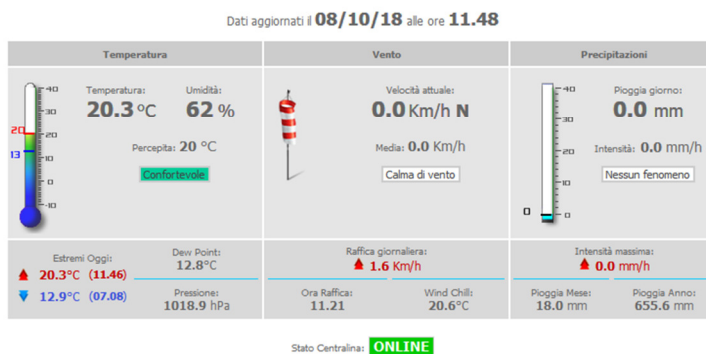 Dati aggiornati il 08/10/18 alle ore 11.48
Temperatura
Vento
Precipitazioni
40
30
20
20
13
10
0
-10
Temperatura:
20.3 °C
Umidità:
62 %
Percepita: 20 °C
Confortevole
Velocità attuale:
0.0 Km/h N
Media: 0.0 Km/h
Calma di vento
40
20
10
0
0
Pioggia giorno:
0.0 mm
Intensità: 0.0 mm/h
Nessun fenomeno
Estremi Oggi:
20.3°C (11.46)
12.9°C (07.08)
Dew Point:
12.8°C
Pressione:
1018.9 hPa
Raffica giornaliera:
1.6 Km/h
Ora Raffica:
11.21
Wind Chill:
20.6°C
Intensità massima:
0.0 mm/h
Pioggia Mese:
18.0 mm
Pioggia Anno:
655.6 mm
Stato Centralina: ONLINE